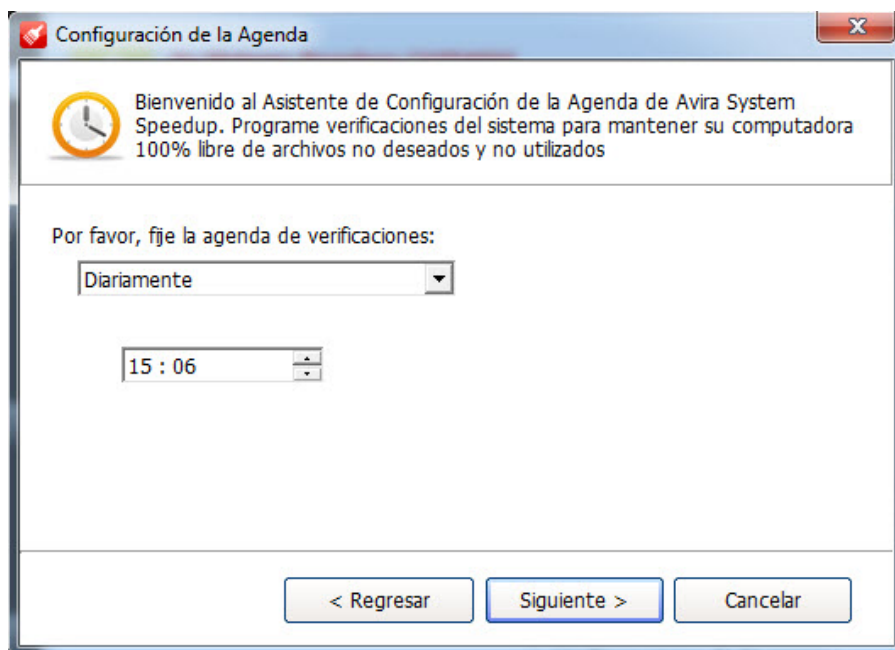 Configuración de la Agenda
Bienvenido al Asistente de Configuración de la Agenda de Avira System
Speedup. Programe verificaciones del sistema para mantener su computadora
100% libre de archivos no deseados y no utilizados
Por favor, fije la agenda de verificaciones:
Diariamente
15 : 06
< Regresar
Siguiente >
Cancelar